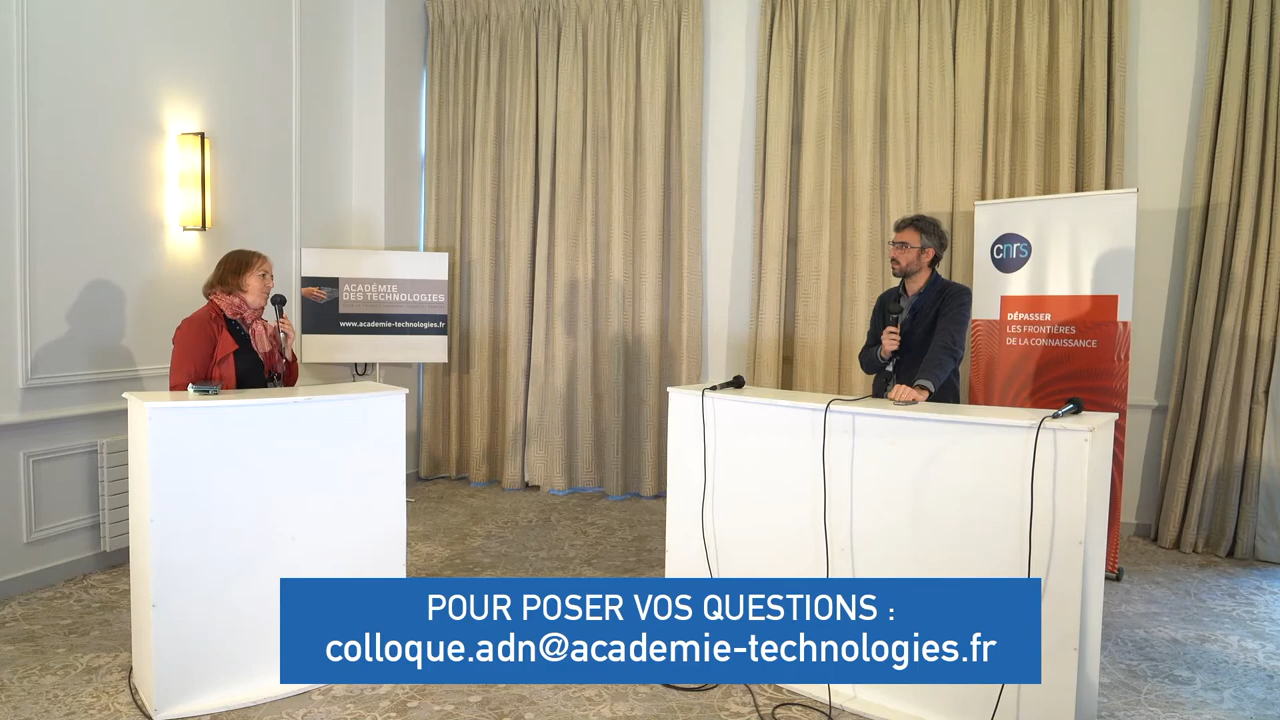 ACADÉMIE
DES TECHNOLOGIES
www.academie-technologies.fr
cnrs
DÉPASSER
LES FRONTIÈRES
DE LA CONNAISSANCE
POUR POSER VOS QUESTIONS :
colloque.adn@academie-technologies.fr